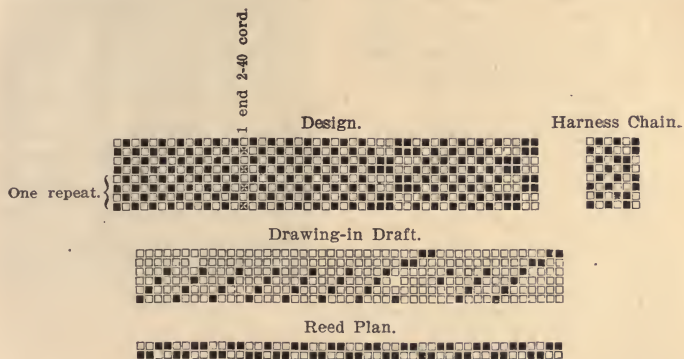 1 end 2-40 cord.
Design.
Harness Chain.
One repeat.
Drawing-in Draft.
Reed Plan.